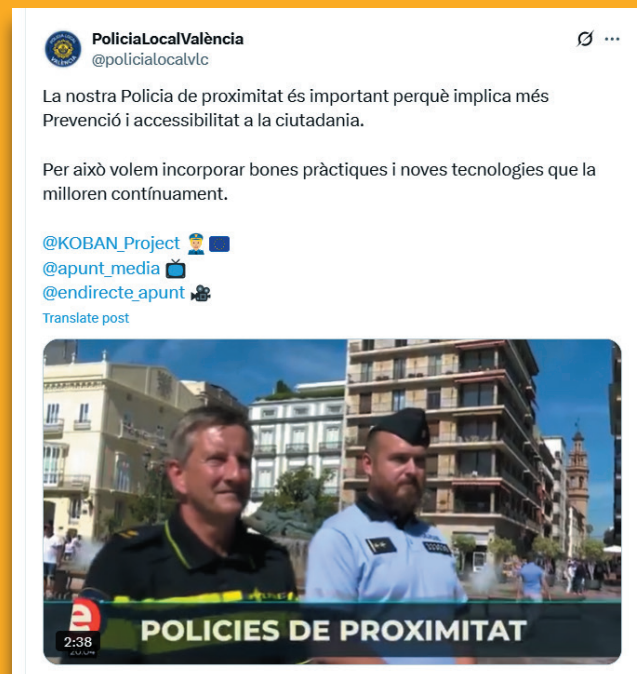 PoliciaLocalValència
@policialocalvlc
La nostra Policia de proximitat és important perquè implica més
Prevenció i accessibilitat a la ciutadania.
Per això volem incorporar bones pràctiques i noves tecnologies que la
milloren contínuament.
@KOBAN_Project
@apunt_media
@endirecte_apunt
Translate post
e
2:38
POLICIES DE PROXIMITAT